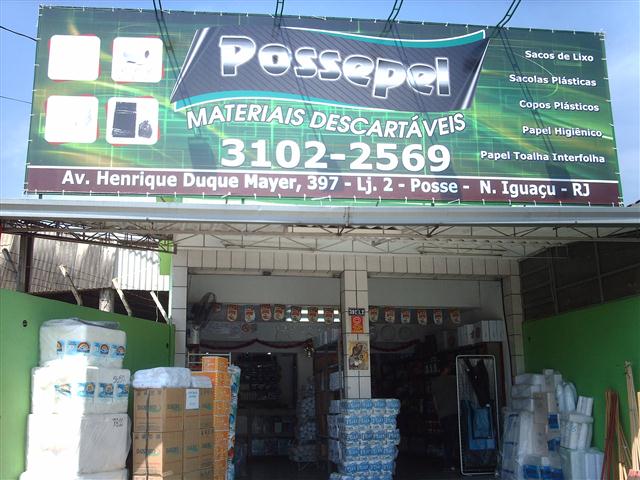 Possepel
MATERIAIS DESCARTÁVEIS
3102-2569
Sacos de Lixo
Sacolas Plásticas
Copos Plásticos
Papel Higiênico
Papel Toalha Interfolha
Av. Henrique Duque Mayer, 397 - Lj. 2 - Posse - N. Iguaçu - RJ